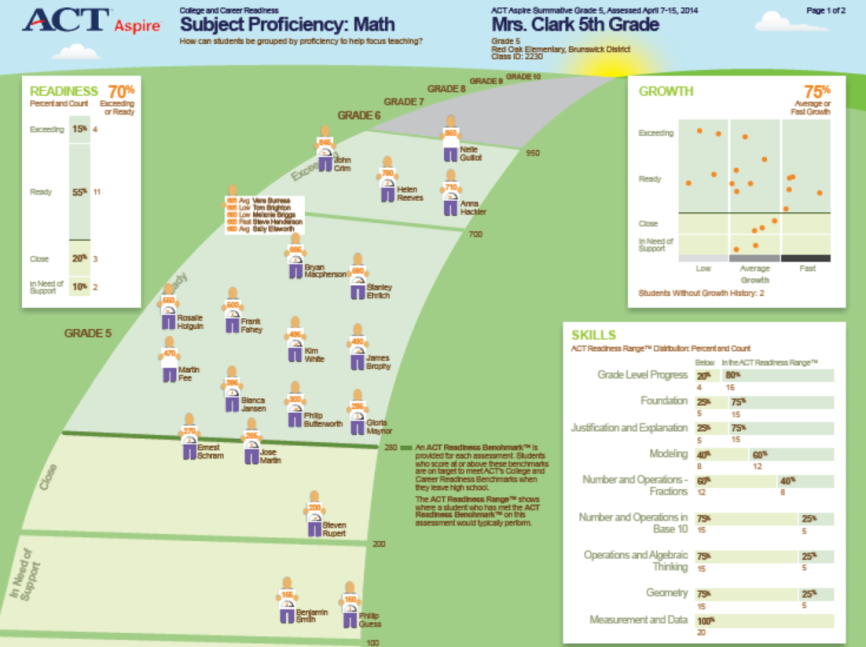 ACT Aspire
College and Career Readiness
Subject Proficiency: Math
How can students be grouped by proficiency to help focus teaching?
ACT Aspire Summative Grade 5, Assessed April 7-15, 2014
Mrs. Clark 5th Grade
Grade 5
Red Oak Elementary, Brunswick District
Class ID: 2230
Page 1 of 2
READINESS 70%
Percent and Count
Exceeding or Ready
Exceeding 15% 4
Ready 55% 11
Close 20% 3
In Need of Support 10% 2
GRADE 5
GRADE 6
GRADE 7
GRADE 8
GRADE 9
GRADE 10
John Crim
Nelle Guillot
Helen Reeves
Anna Hackler
950
Avg Vera Burress
Low Tom Brighton
Low Melanie Briggs
Fast Steve Henderson
Avg Sally Ellsworth
700
Bryan Macpherson
Stanley Ehrlich
Rosalie Holguin
Frank Fahey
Kim White
James Brophy
Martin Fee
Bianca Jansen
Philip Butterworth
Gloria Maynor
Ernest Schram
Jose Martin
280
An ACT Readiness Benchmark™ is
provided for each assessment. Students
who score at or above these benchmarks
are on target to meet ACT's College and
Career Readiness Benchmarks when
they leave high school.
The ACT Readiness Range™ shows
where a student who has met the ACT
Readiness Benchmark™ on this
assessment would typically perform.
Close
200
Steven Rupert
200
In Need of Support
Benjamin Smith
Phillip Guess
100
GROWTH 75%
Average or Fast Growth
Exceeding
Ready
Close
In Need of Support
Low Average Fast
Growth
Students Without Growth History: 2
SKILLS
ACT Readiness Range™ Distribution: Percent and Count
Below In the ACT Readiness Range™
Grade Level Progress 20% 80%
4 16
Foundation 25% 75%
5 15
Justification and Explanation 25% 75%
5 15
Modeling 40% 60%
8 12
Number and Operations - Fractions 60% 40%
12 8
Number and Operations in Base 10 75% 25%
15 5
Operations and Algebraic Thinking 75% 25%
15 5
Geometry 75% 25%
15 5
Measurement and Data 100%
20